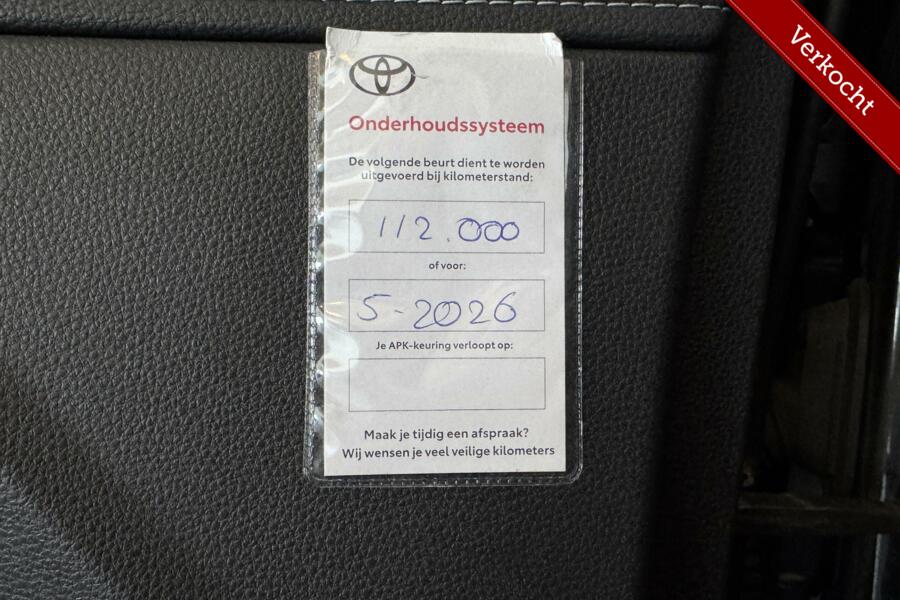 Verkocht
Onderhoudssysteem
De volgende beurt dient te worden
uitgevoerd bij kilometerstand:
112.000
of voor:
5-2026
Je APK-keuring verloopt op:
Maak je tijdig een afspraak?
Wij wensen je veel veilige kilometers